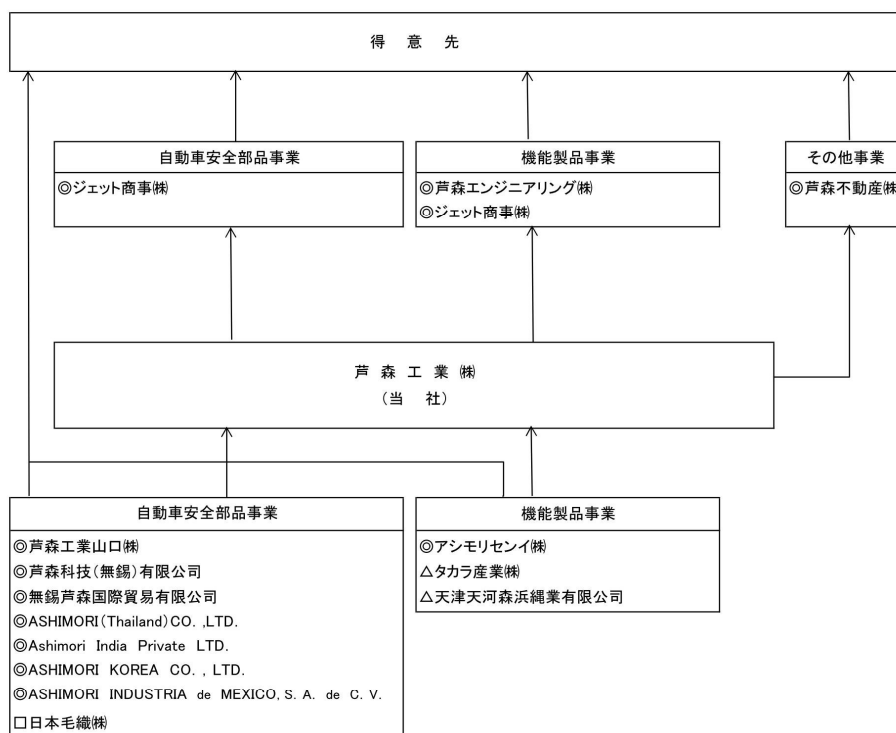 得 意 先
自動車安全部品事業
◎ジェット商事㈱
機能製品事業
◎芦森エンジニアリング㈱
◎ジェット商事㈱
その他事業
◎芦森不動産㈱
芦 森 工 業 ㈱
(当 社)
自動車安全部品事業
◎芦森工業山口㈱
◎芦森科技(無錫)有限公司
◎無錫芦森国際貿易有限公司
◎ASHIMORI(Thailand)CO.,LTD.
◎Ashimori India Private LTD.
◎ASHIMORI KOREA CO., LTD.
◎ASHIMORI INDUSTRIA de MEXICO, S. A. de C. V.
□日本毛織㈱
機能製品事業
◎アシモリセンイ㈱
△タカラ産業㈱
△天津天河森浜縄業有限公司